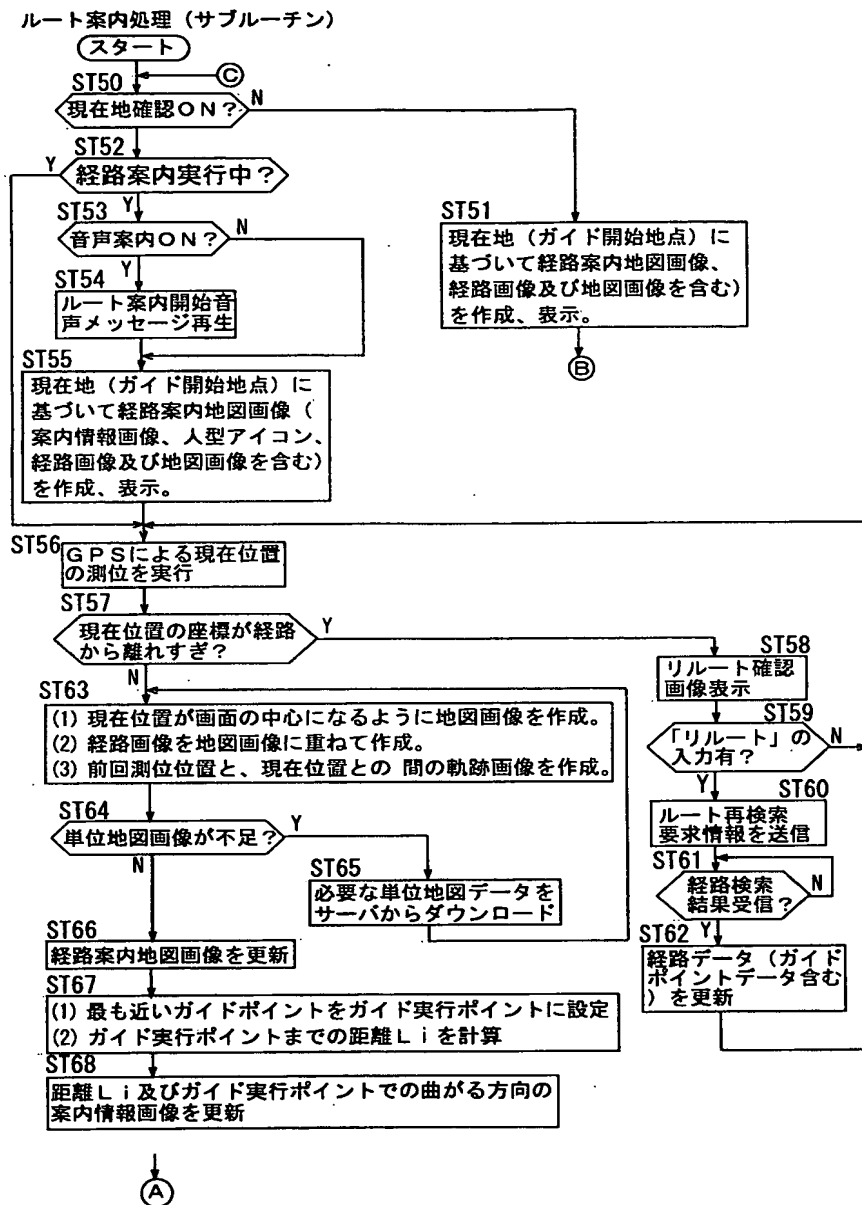 ルート案内処理（サブルーチン）
スタート
Ⓒ
ST50
現在地確認ON？
N
ST52
Y
経路案内実行中？
Y
ST53
音声案内ON？
N
Y
ST54
ルート案内開始音
声メッセージ再生
ST51
現在地（ガイド開始地点）に
基づいて経路案内地図画像、
経路画像及び地図画像を含む）
を作成、表示。
Ⓑ
ST55
現在地（ガイド開始地点）に
基づいて経路案内地図画像（
案内情報画像、人型アイコン、
経路画像及び地図画像を含む）
を作成、表示。
ST56
GPSによる現在位置
の測位を実行
ST57
現在位置の座標が経路
から離れすぎ？
Y
N
ST58
リルート確認
画像表示
ST59
「リルート」の
入力有？
N
Y
ST60
ルート再検索
要求情報を送信
ST61
経路検索
結果受信？
N
Y
ST62
経路データ（ガイド
ポイントデータ含む
）を更新
ST63
(1) 現在位置が画面の中心になるように地図画像を作成。
(2) 経路画像を地図画像に重ねて作成。
(3) 前回測位位置と、現在位置との 間の軌跡画像を作成。
ST64
単位地図画像が不足？
Y
N
ST65
必要な単位地図データを
サーバからダウンロード
ST66
経路案内地図画像を更新
ST67
(1) 最も近いガイドポイントをガイド実行ポイントに設定
(2) ガイド実行ポイントまでの距離Ｌｉを計算
ST68
距離Ｌｉ及びガイド実行ポイントでの曲がる方向の
案内情報画像を更新
Ⓐ